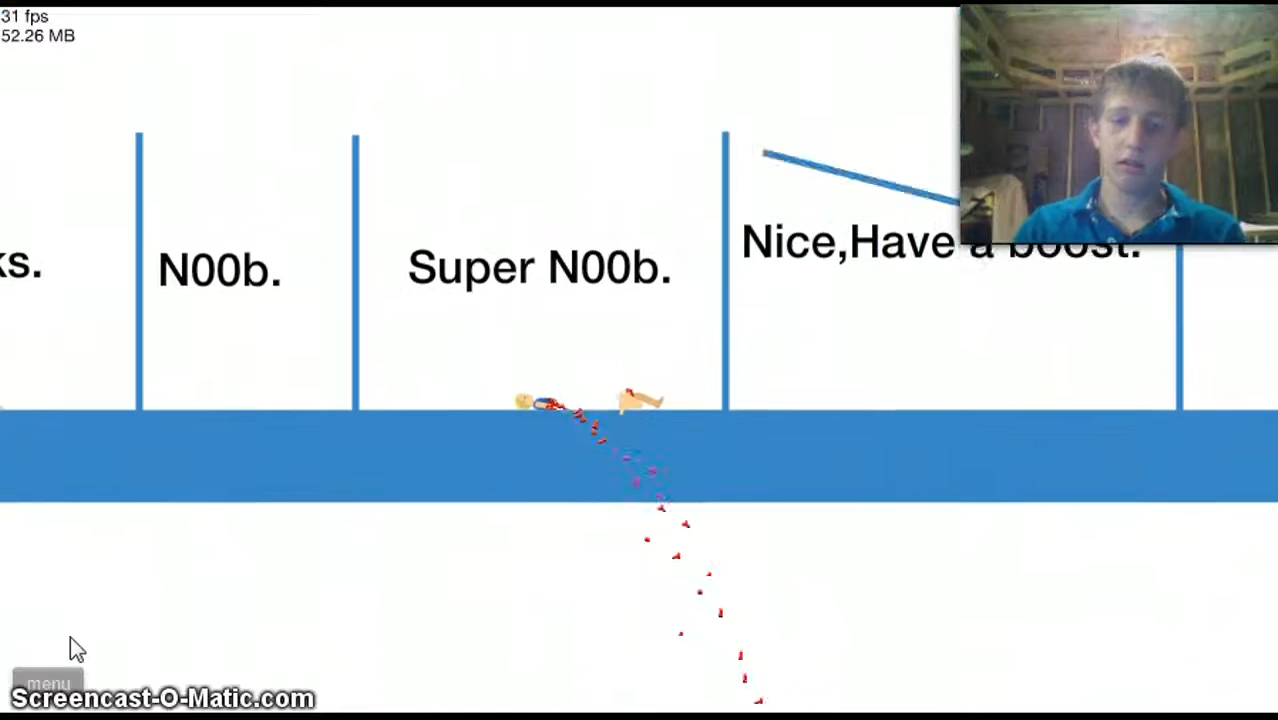 31 fps
52.26 MB
ks.
N00b.
Super N00b.
Nice,Have a boost.
menu
Screencast-O-Matic.com